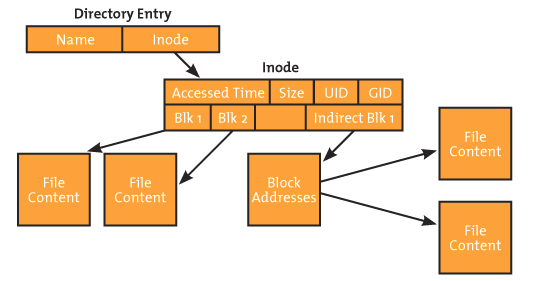 Directory Entry
Name Inode
Inode
Accessed Time Size UID GID
Blk 1 Blk 2 Indirect Blk 1
File
Content
File
Content
Block
Addresses
File
Content
File
Content